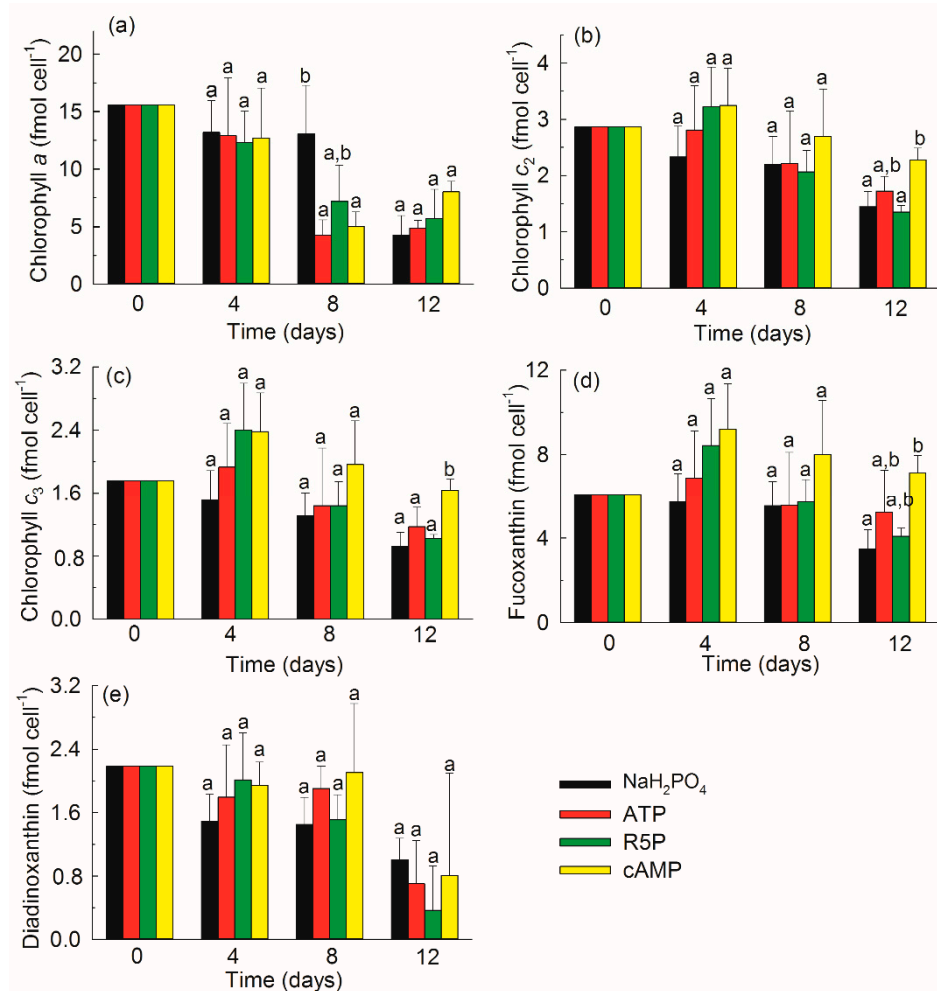 (a)
Chlorophyll a (fmol cell⁻¹)
20
15
10
5
0
a a a a
b a a,b a
a a a a
0 4 8 12
Time (days)
(b)
Chlorophyll c₂ (fmol cell⁻¹)
4
3
2
1
0
a a a a
a a a a
a a,b a b
0 4 8 12
Time (days)
(c)
Chlorophyll c₃ (fmol cell⁻¹)
3.2
2.4
1.6
0.8
0.0
a a a a
a a a a
a a a b
0 4 8 12
Time (days)
(d)
Fucoxanthin (fmol cell⁻¹)
12
8
4
0
a a a a
a a a a
a a,b a,b b
0 4 8 12
Time (days)
(e)
Diadinoxanthin (fmol cell⁻¹)
3.2
2.4
1.6
0.8
0.0
a a a a
a a a a
a a a a
0 4 8 12
Time (days)
NaH₂PO₄
ATP
R5P
cAMP